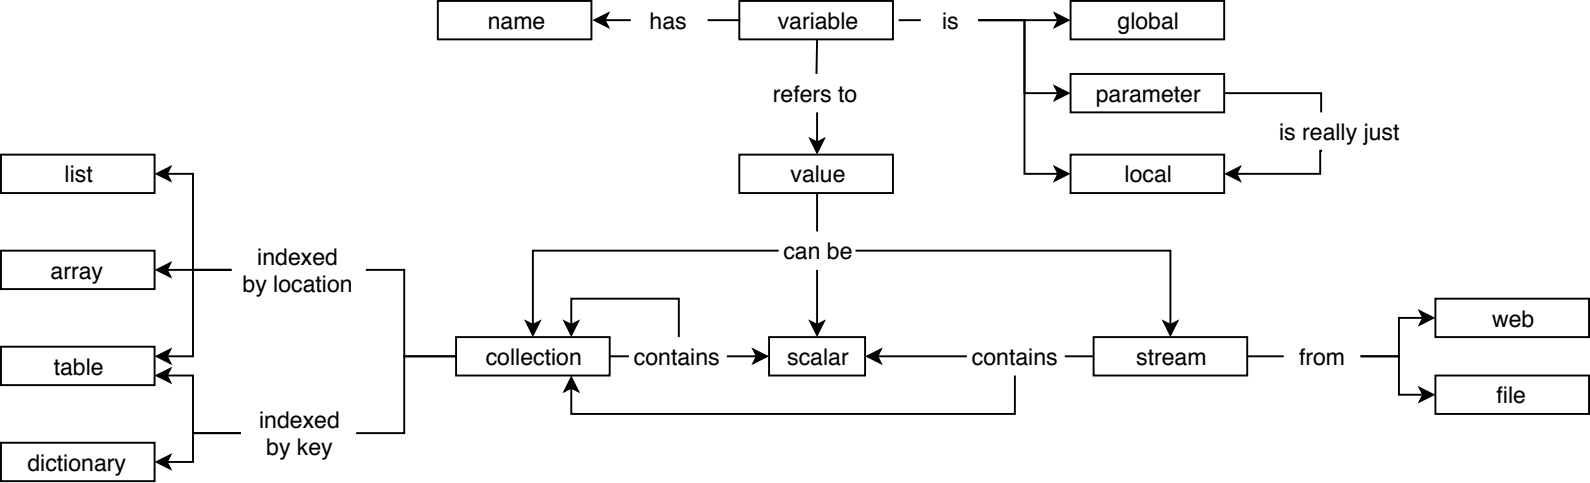 name
has
variable
is
global
refers to
parameter
is really just
list
value
local
can be
indexed
by location
array
web
table
collection
contains
scalar
contains
stream
from
file
indexed
by key
dictionary